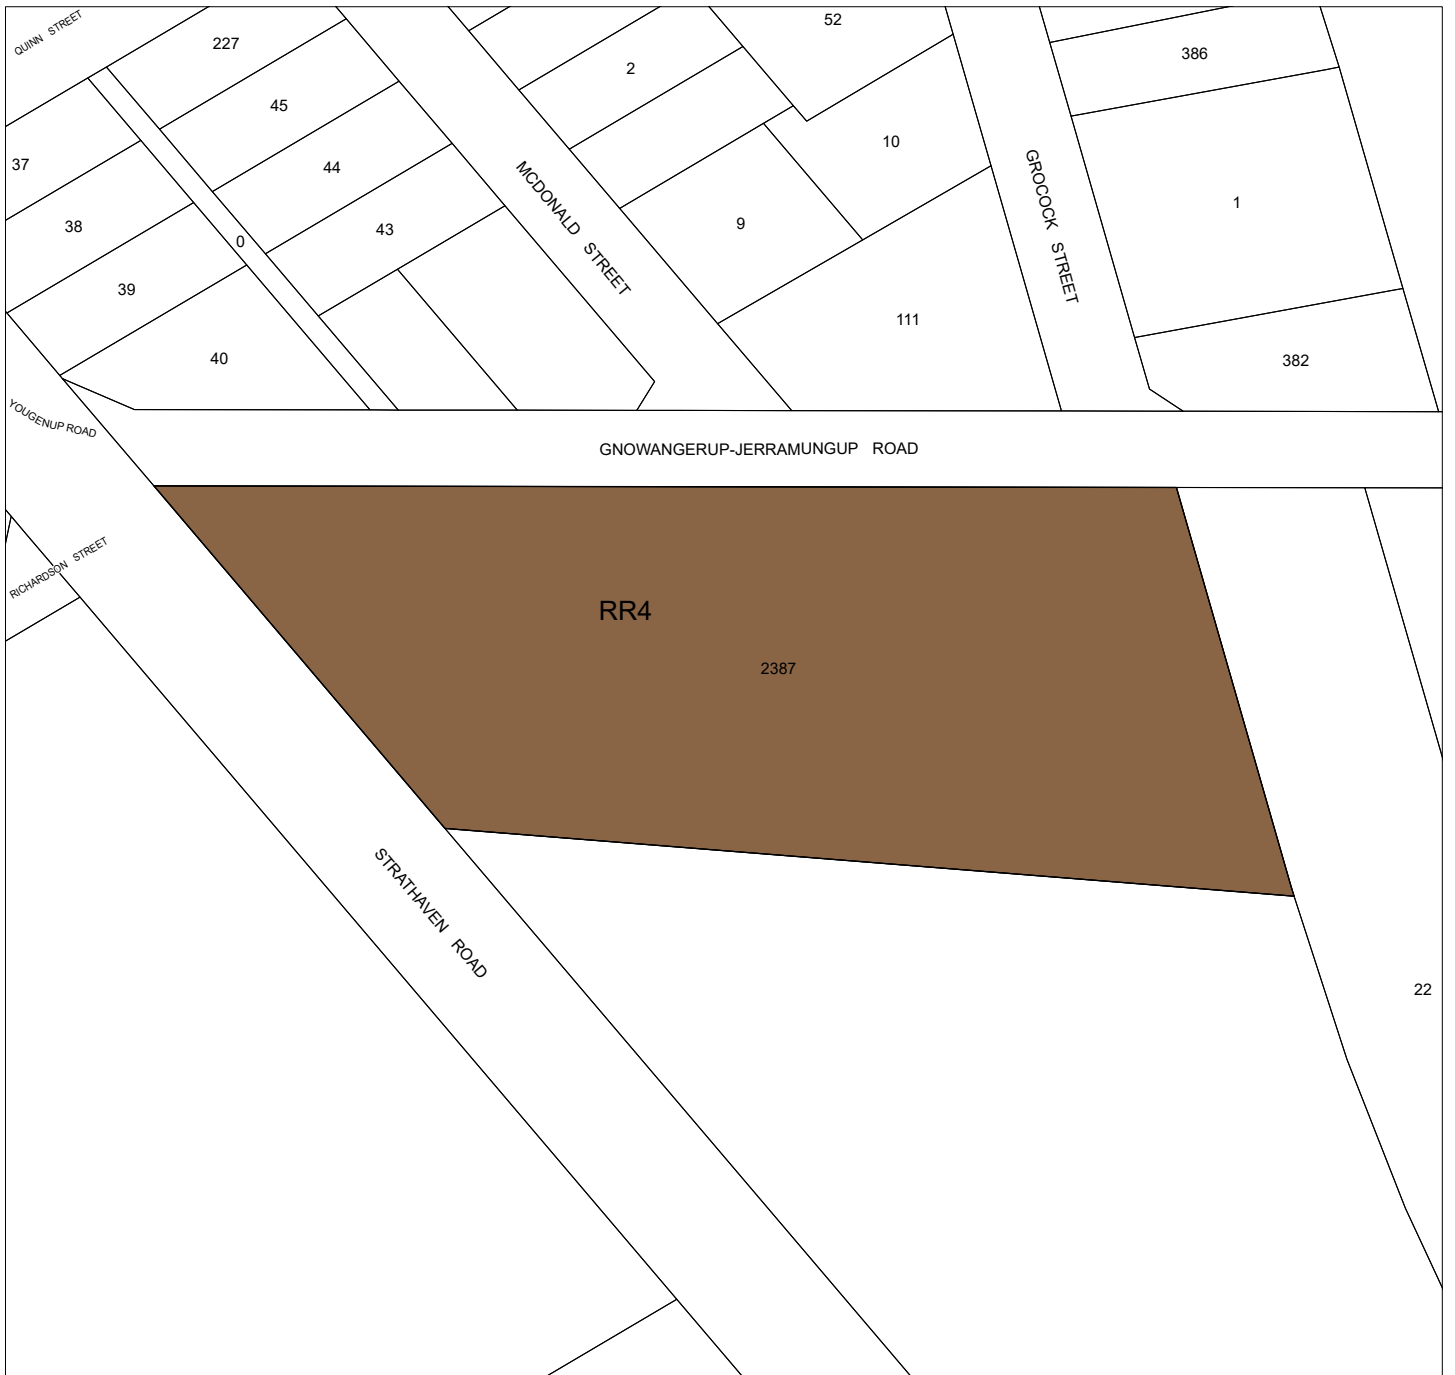 QUINN STREET
227
52
2
386
45
37
44
10
MCDONALD STREET
GROCOCK STREET
1
38
0
43
9
39
111
40
382
YOUGENUP ROAD
GNOWANGERUP-JERRAMUNGUP ROAD
RICHARDSON STREET
RR4
2387
STRATHAVEN ROAD
22